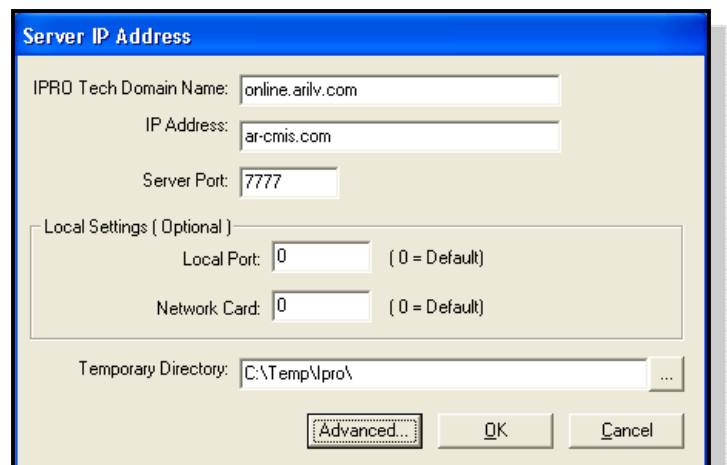 Server IP Address
IPRO Tech Domain Name: online.arilv.com
IP Address: ar-cmis.com
Server Port: 7777
Local Settings ( Optional )
Local Port: 0 ( 0 = Default)
Network Card: 0 ( 0 = Default)
Temporary Directory: C:\Temp\Ipro\ ...
Advanced... OK Cancel